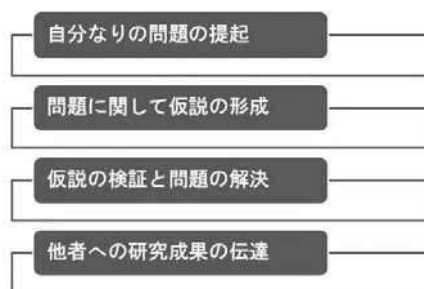 自分なりの問題の提起
問題に関して仮説の形成
仮説の検証と問題の解決
他者への研究成果の伝達